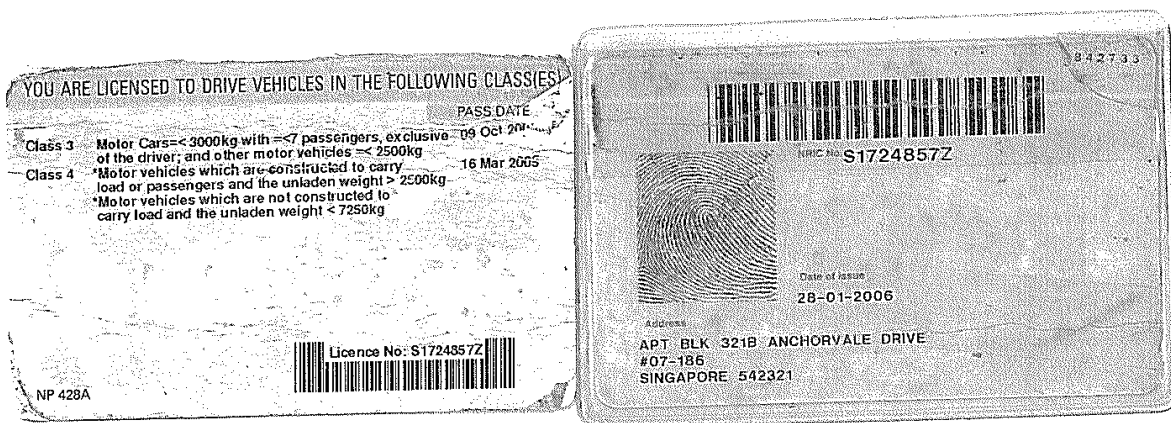 YOU ARE LICENSED TO DRIVE VEHICLES IN THE FOLLOWING CLASS(ES)
PASS DATE
Class 3 Motor Cars=< 3000kg with =<7 passengers, exclusive 09 Oct
of the driver; and other motor vehicles =< 2500kg
Class 4 *Motor vehicles which are constructed to carry 16 Mar 2005
load or passengers and the unladen weight > 2500kg
*Motor vehicles which are not constructed to
carry load and the unladen weight < 7250kg
Licence No: S1724857Z
NP 428A
842733
NRIC No. S1724857Z
Date of issue
28-01-2006
Address
APT BLK 321B ANCHORVALE DRIVE
#07-186
SINGAPORE 542321